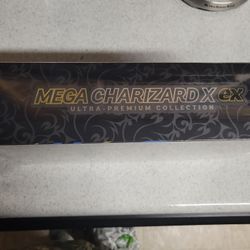 MEGA CHARIZARD X ex
ULTRA-PREMIUM COLLECTION